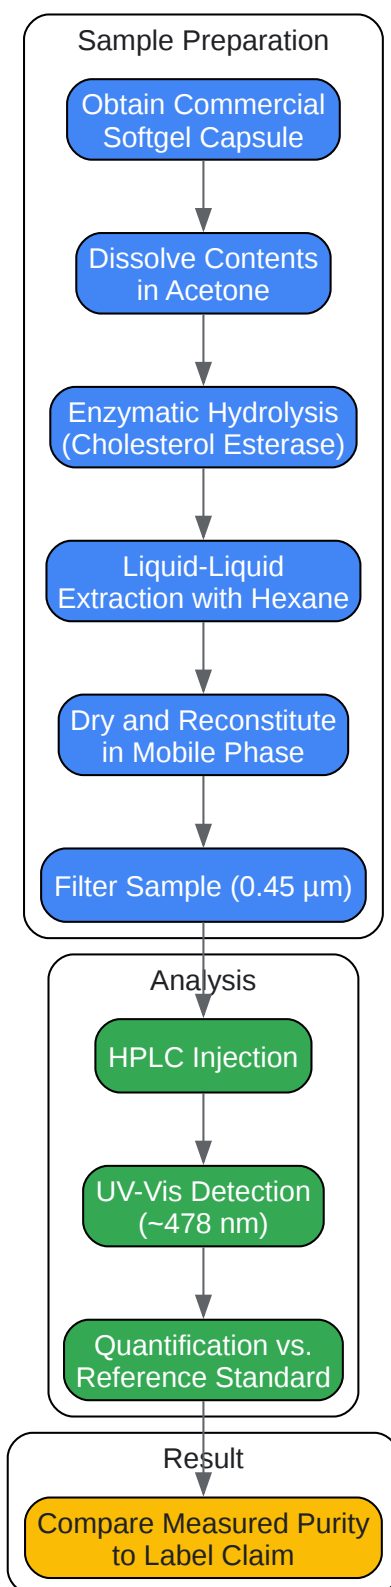 Sample Preparation
Obtain Commercial
Softgel Capsule
Dissolve Contents
in Acetone
Enzymatic Hydrolysis
(Cholesterol Esterase)
Liquid-Liquid
Extraction with Hexane
Dry and Reconstitute
in Mobile Phase
Filter Sample (0.45 µm)
Analysis
HPLC Injection
UV-Vis Detection
(~478 nm)
Quantification vs.
Reference Standard
Result
Compare Measured Purity
to Label Claim